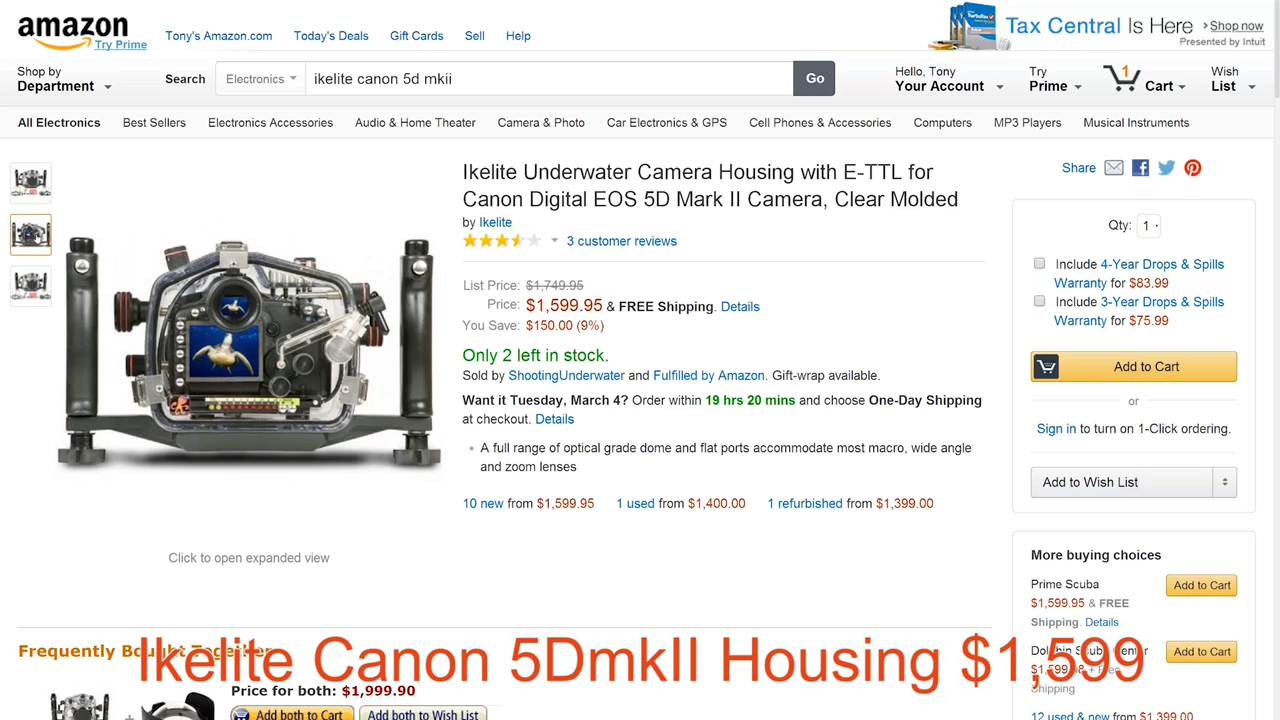 amazon
Try Prime
Tony's Amazon.com Today's Deals Gift Cards Sell Help
Tax Central Is Here > Shop now
Presented by Intuit
Shop by
Department
Search Electronics ikelite canon 5d mkii Go
Hello, Tony
Your Account
Try
Prime
1
Cart
Wish
List
All Electronics Best Sellers Electronics Accessories Audio & Home Theater Camera & Photo Car Electronics & GPS Cell Phones & Accessories Computers MP3 Players Musical Instruments
Ikelite Underwater Camera Housing with E-TTL for
Canon Digital EOS 5D Mark II Camera, Clear Molded
by Ikelite
3 customer reviews
List Price: $1,749.95
Price: $1,599.95 & FREE Shipping. Details
You Save: $150.00 (9%)
Only 2 left in stock.
Sold by ShootingUnderwater and Fulfilled by Amazon. Gift-wrap available.
Want it Tuesday, March 4? Order within 19 hrs 20 mins and choose One-Day Shipping
at checkout. Details
• A full range of optical grade dome and flat ports accommodate most macro, wide angle
and zoom lenses
10 new from $1,599.95 1 used from $1,400.00 1 refurbished from $1,399.00
Click to open expanded view
Share
Qty: 1
Include 4-Year Drops & Spills
Warranty for $83.99
Include 3-Year Drops & Spills
Warranty for $75.99
Add to Cart
or
Sign in to turn on 1-Click ordering.
Add to Wish List
More buying choices
Prime Scuba Add to Cart
$1,599.95 & FREE
Shipping. Details
Add to Cart
Shipping
12 used & new from $1,399.00
Frequently Bought Together
Ikelite Canon 5DmkII Housing $1,599
Price for both: $1,999.90
Add both to Cart Add both to Wish List